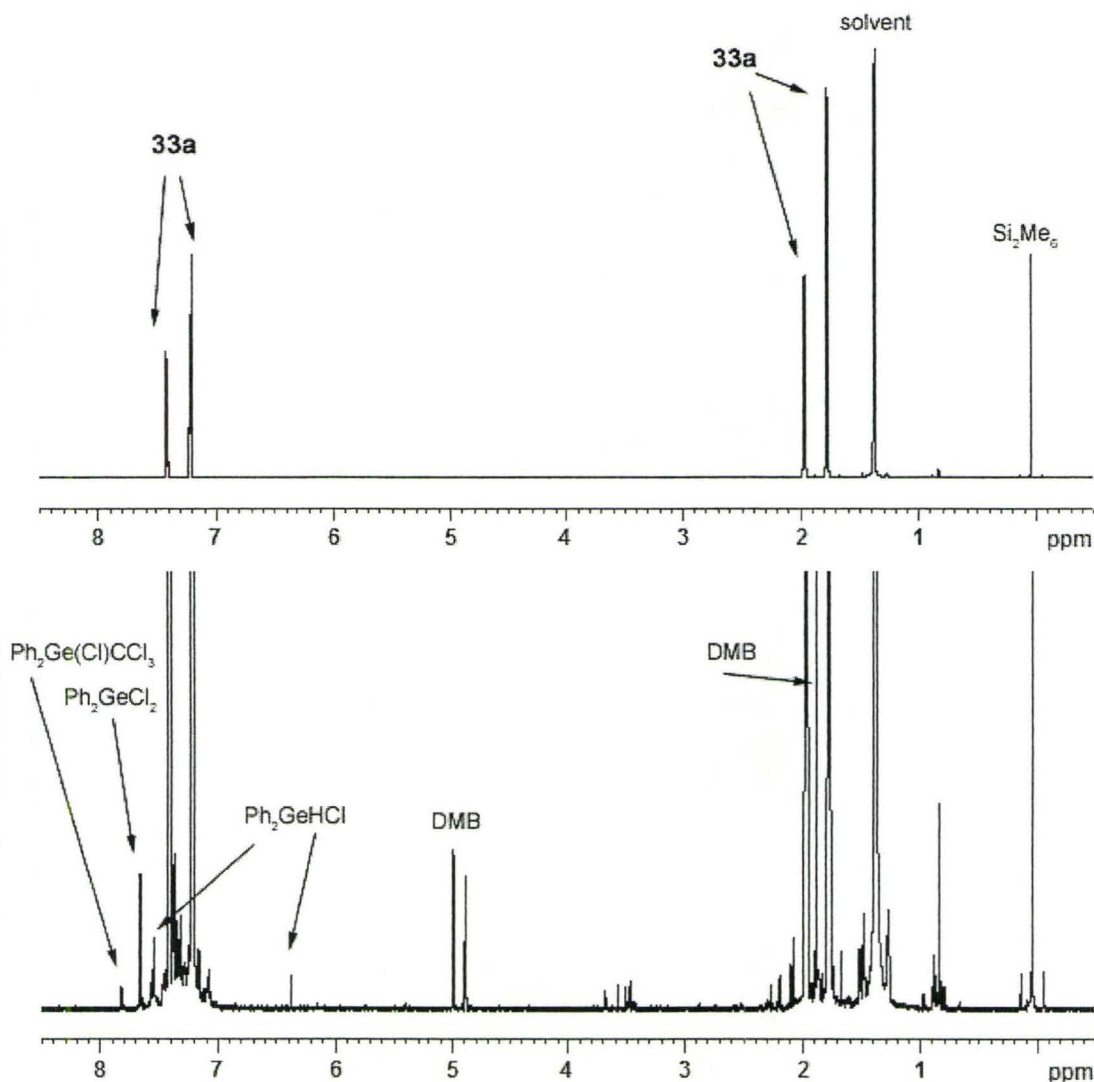 solvent
33a
33a
Si₂Me₆
8 7 6 5 4 3 2 1 ppm
Ph₂Ge(Cl)CCl₃
Ph₂GeCl₂
DMB
Ph₂GeHCl
DMB
8 7 6 5 4 3 2 1 ppm